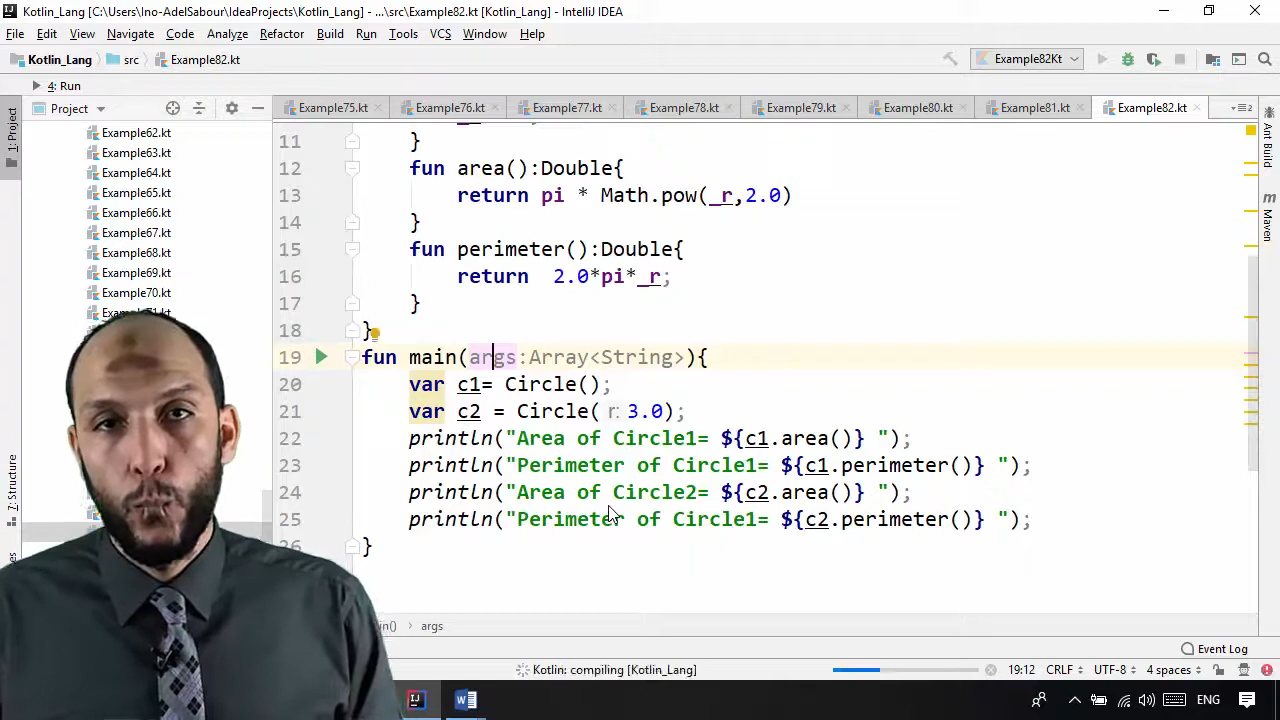 Kotlin_Lang [C:\Users\Ino-AdelSabour\IdeaProjects\Kotlin_Lang] - ...\src\Example82.kt [Kotlin_Lang] - IntelliJ IDEA
File Edit View Navigate Code Analyze Refactor Build Run Tools VCS Window Help
Kotlin_Lang src Example82.kt Example82Kt
4: Run
Project Example75.kt Example76.kt Example77.kt Example78.kt Example79.kt Example80.kt Example81.kt Example82.kt
1: Project
7: Structure
Example62.kt
Example63.kt
Example64.kt
Example65.kt
Example66.kt
Example67.kt
Example68.kt
Example69.kt
Example70.kt
Example71.kt
11 }
12 fun area():Double{
13 return pi * Math.pow(_r,2.0)
14 }
15 fun perimeter():Double{
16 return 2.0*pi*_r;
17 }
18 }
19 fun main(args:Array<String>){
20 var c1= Circle();
21 var c2 = Circle( r: 3.0);
22 println("Area of Circle1= ${c1.area()} ");
23 println("Perimeter of Circle1= ${c1.perimeter()} ");
24 println("Area of Circle2= ${c2.area()} ");
25 println("Perimeter of Circle1= ${c2.perimeter()} ");
26 }
Ant Build
m Maven
args
Event Log
Kotlin: compiling [Kotlin_Lang] 19:12 CRLF UTF-8 4 spaces
ENG